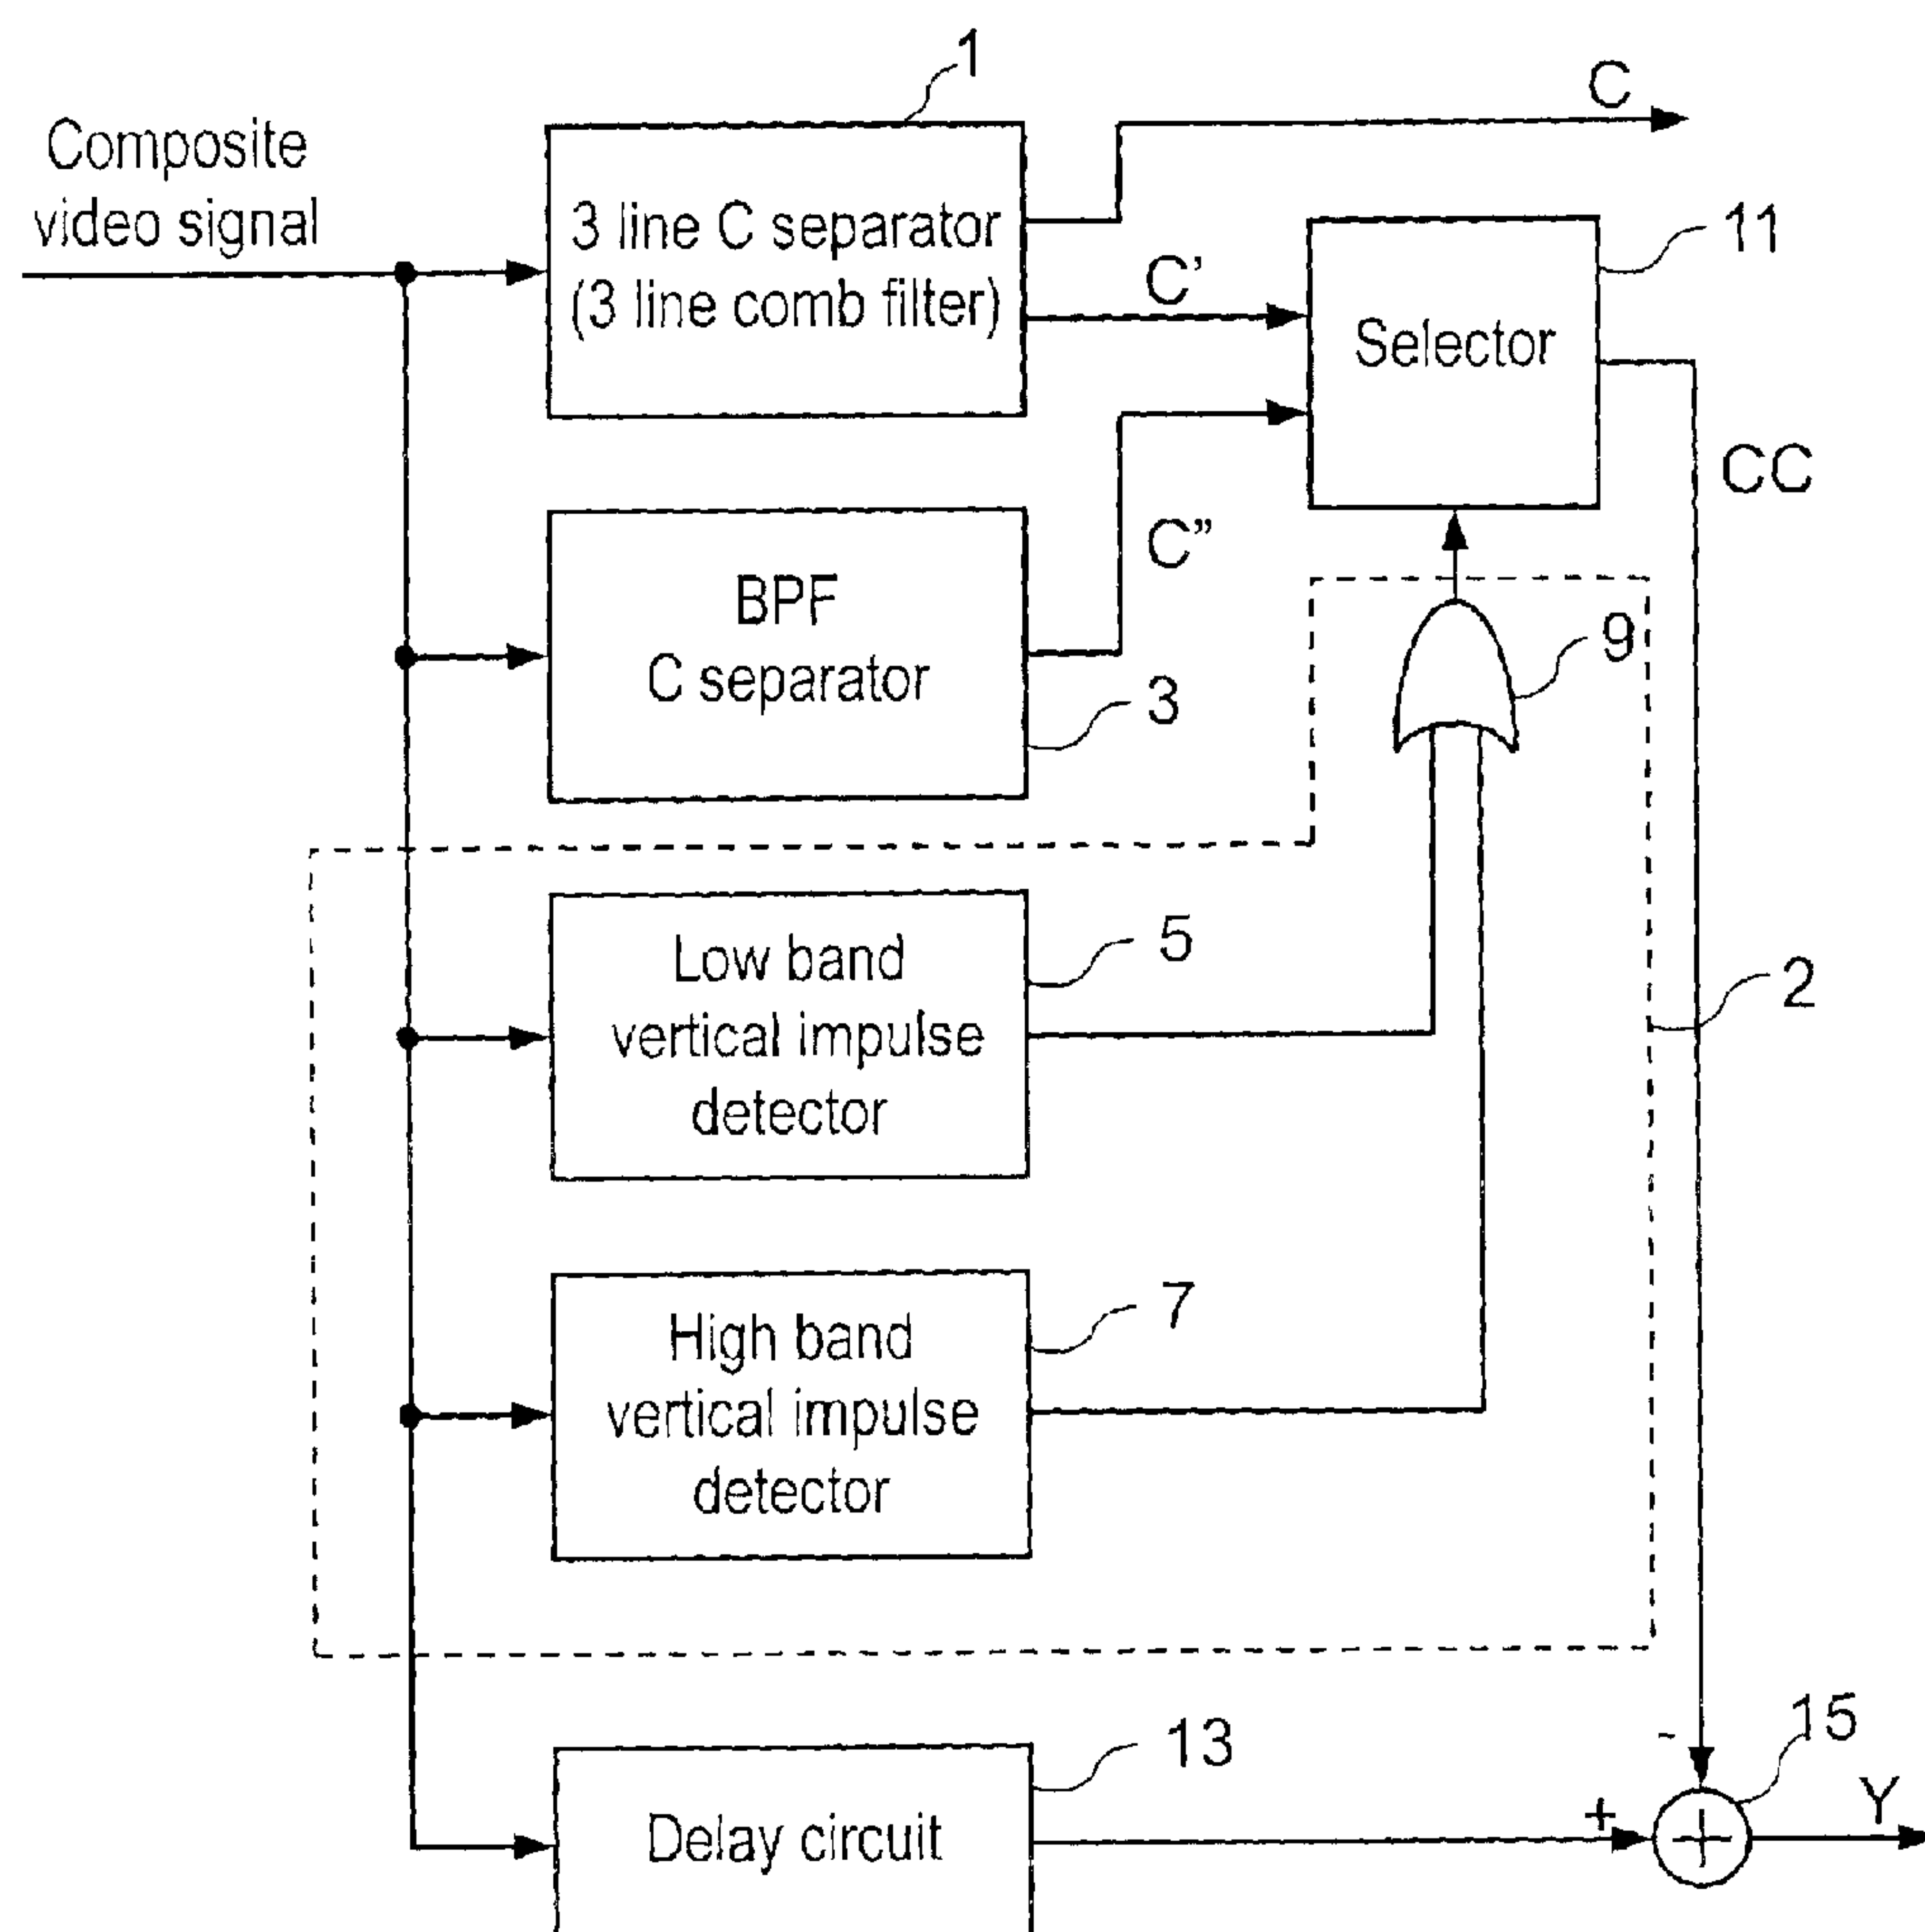 1
C
Composite
video signal
3 line C separator
(3 line comb filter)
C'
11
Selector
CC
BPF
C separator
C”
3
9
Low band
vertical impulse
detector
5
2
High band
vertical impulse
detector
7
13
Delay circuit
-
+
15
Y